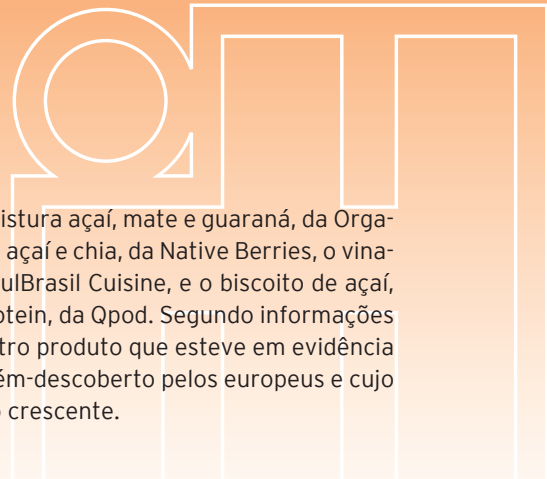 istura açaí, mate e guaraná, da Orga-
açaí e chia, da Native Berries, o vina-
ulBrasil Cuisine, e o biscoito de açaí,
otein, da Qpod. Segundo informações
tro produto que esteve em evidência
ém-descoberto pelos europeus e cujo
o crescente.